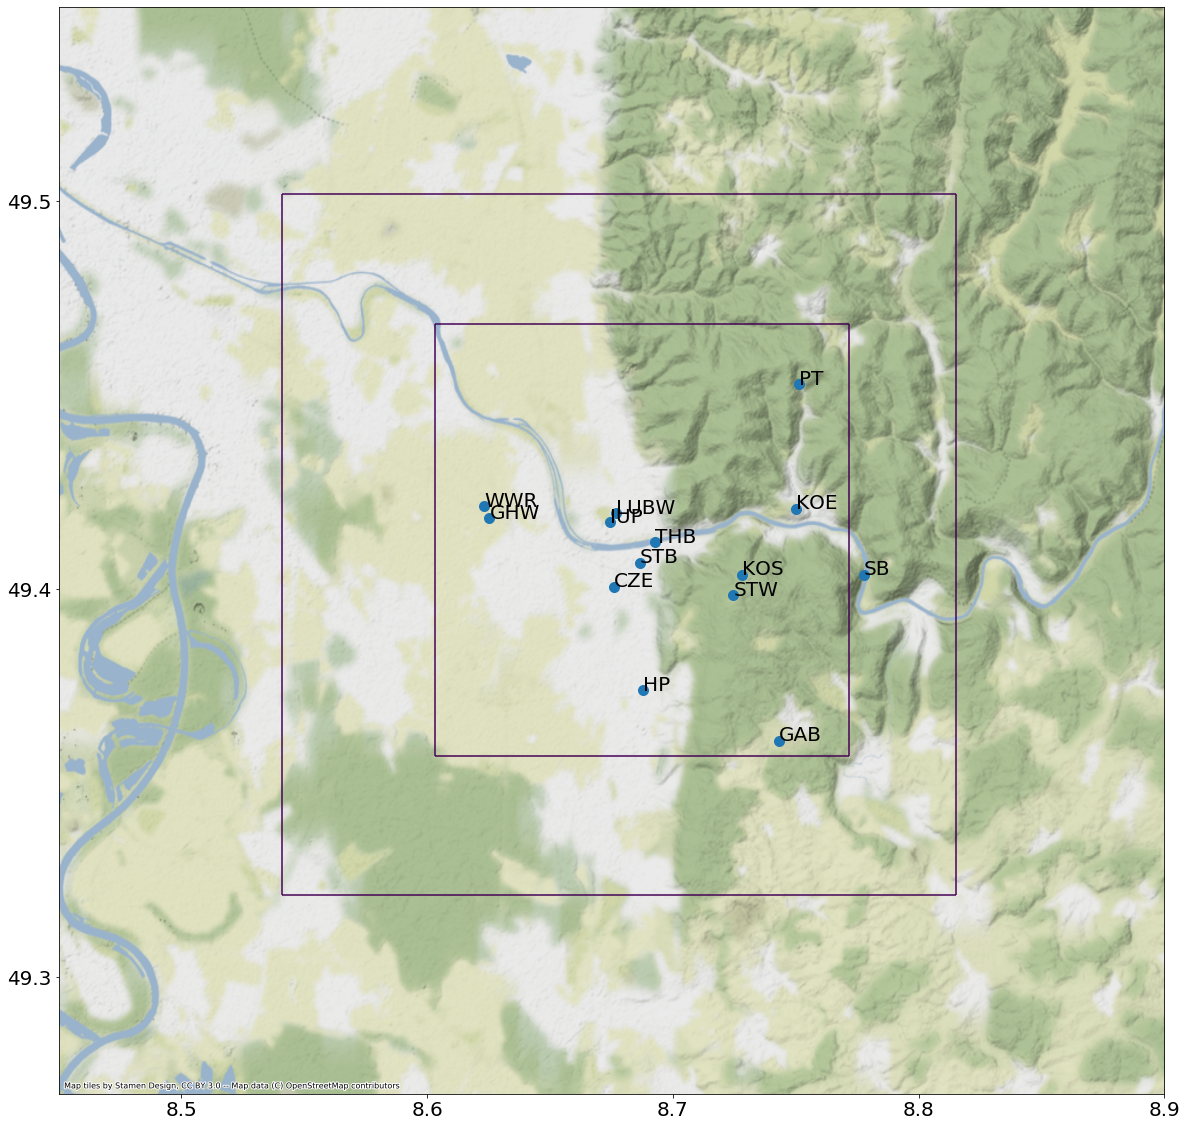 49.5
PT
WWR
GHW
LUBW
IUP
KOE
THB
STB
CZE
KOS
STW
SB
49.4
HP
GAB
49.3
Map tiles by Stamen Design, CC BY 3.0 -- Map data (C) OpenStreetMap contributors
8.5 8.6 8.7 8.8 8.9